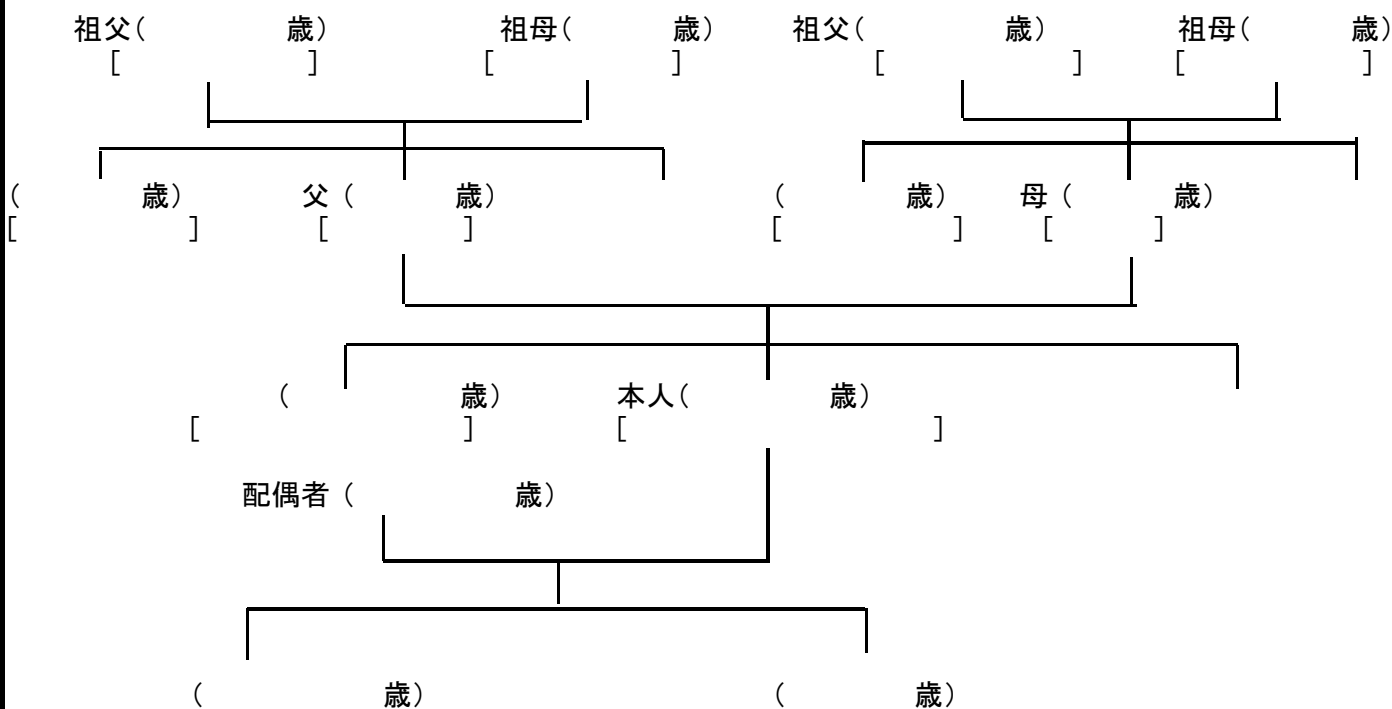 祖父(　　　　歳)　　　　祖母(　　　歳)　　祖父(　　　　歳)　　　　祖母(　　　歳)
[　　　　　　]　　　　　[　　　　　　]　　　　　　[　　　　　　]　　　[　　　　　　]
(　　　　歳)　　　父(　　　歳)　　　　　　　　(　　　　歳)　　母(　　　歳)
[　　　　　　]　　　[　　　　]　　　　　　　　　[　　　　　　]　　[　　　]
(　　　　　　歳)　　　本人(　　　　歳)
[　　　　　　　　]　　　　[　　　　　　　　　　]
配偶者(　　　　　歳)
(　　　　　　歳)　　　　　　　　　　　(　　　　歳)